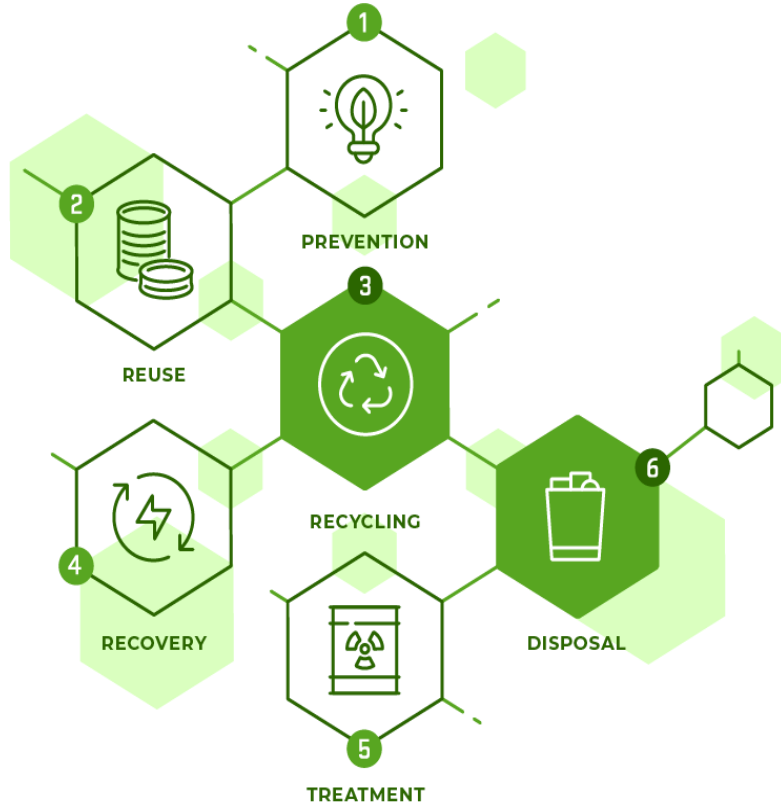 1
PREVENTION
2
REUSE
3
RECYCLING
4
RECOVERY
5
TREATMENT
6
DISPOSAL